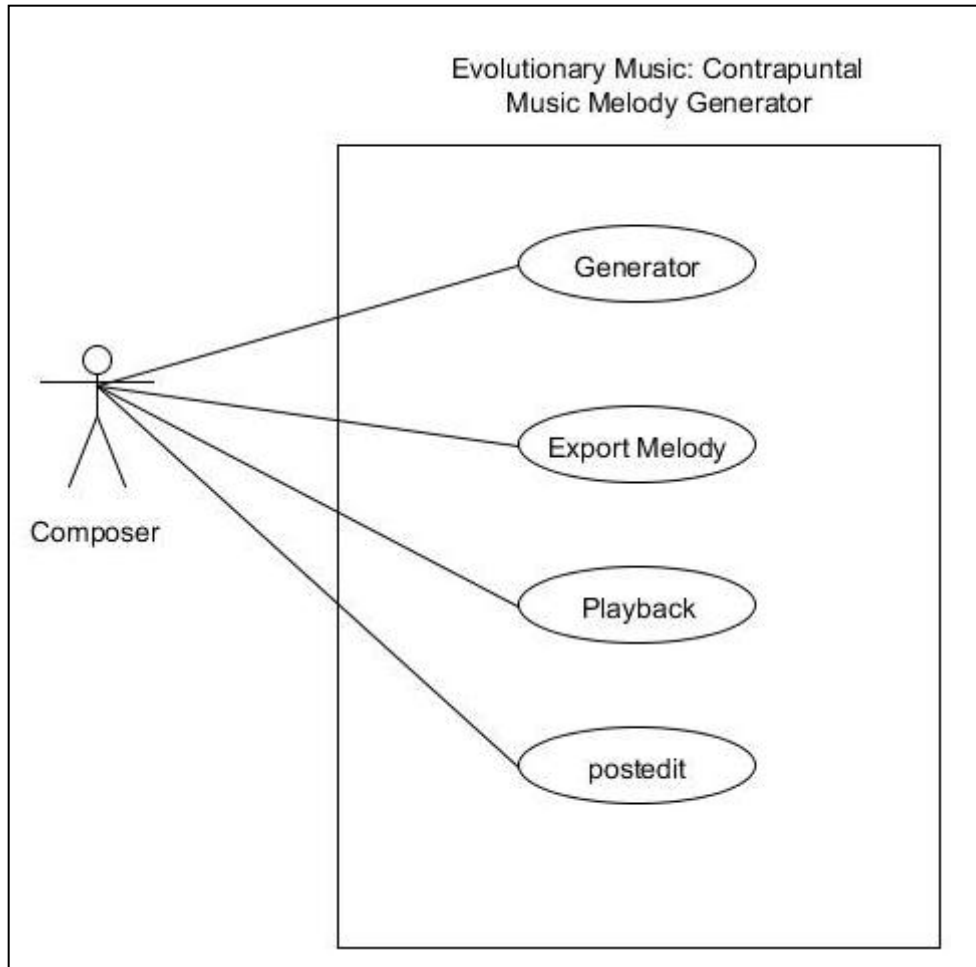 Evolutionary Music: Contrapuntal
Music Melody Generator
Generator
Export Melody
Composer
Playback
postedit